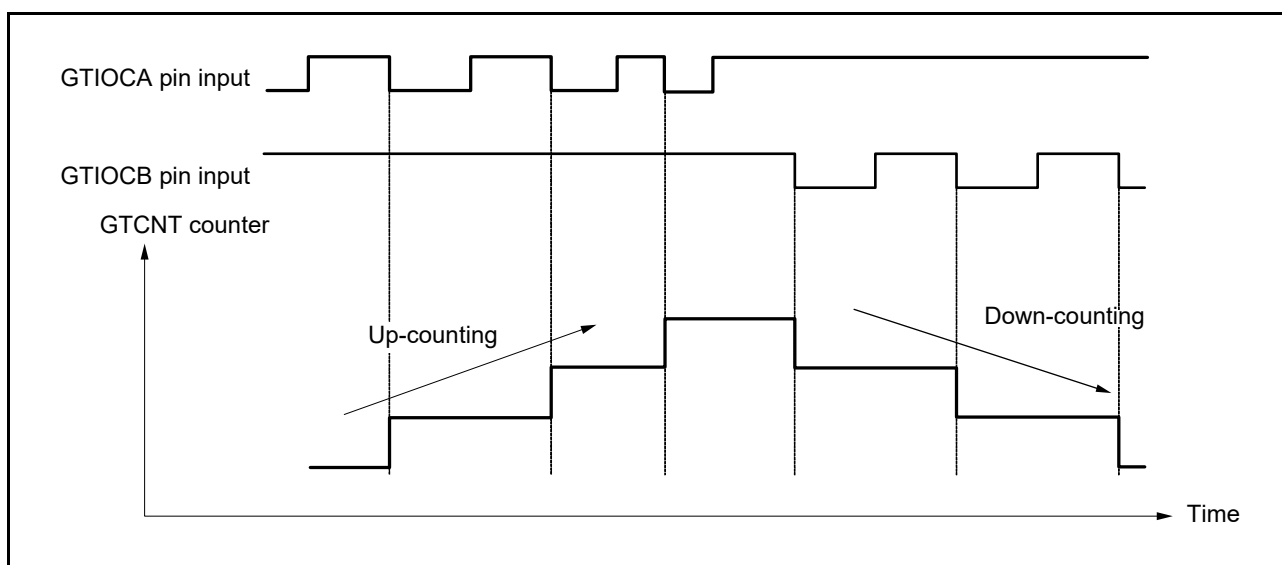 GTIOCA pin input
GTIOCB pin input
GTCNT counter
Up-counting
Down-counting
Time